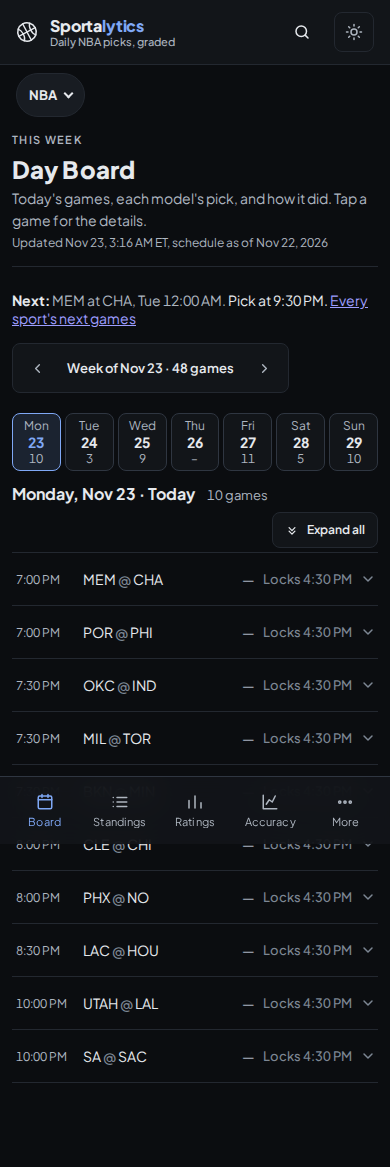 Sportalytics
Daily NBA picks, graded
NBA
THIS WEEK
Day Board
Today's games, each model's pick, and how it did. Tap a
game for the details.
Updated Nov 23, 3:16 AM ET, schedule as of Nov 22, 2026
Next: MEM at CHA, Tue 12:00 AM. Pick at 9:30 PM. Every
sport's next games
Week of Nov 23 · 48 games
Mon Tue Wed Thu Fri Sat Sun
23 24 25 26 27 28 29
10 3 9 – 11 5 10
Monday, Nov 23 · Today 10 games
Expand all
7:00 PM MEM @ CHA — Locks 4:30 PM
7:00 PM POR @ PHI — Locks 4:30 PM
7:30 PM OKC @ IND — Locks 4:30 PM
7:30 PM MIL @ TOR — Locks 4:30 PM
Board Standings Ratings Accuracy More
8:00 PM CLE @ CHI — Locks 4:30 PM
8:00 PM PHX @ NO — Locks 4:30 PM
8:30 PM LAC @ HOU — Locks 4:30 PM
10:00 PM UTAH @ LAL — Locks 4:30 PM
10:00 PM SA @ SAC — Locks 4:30 PM